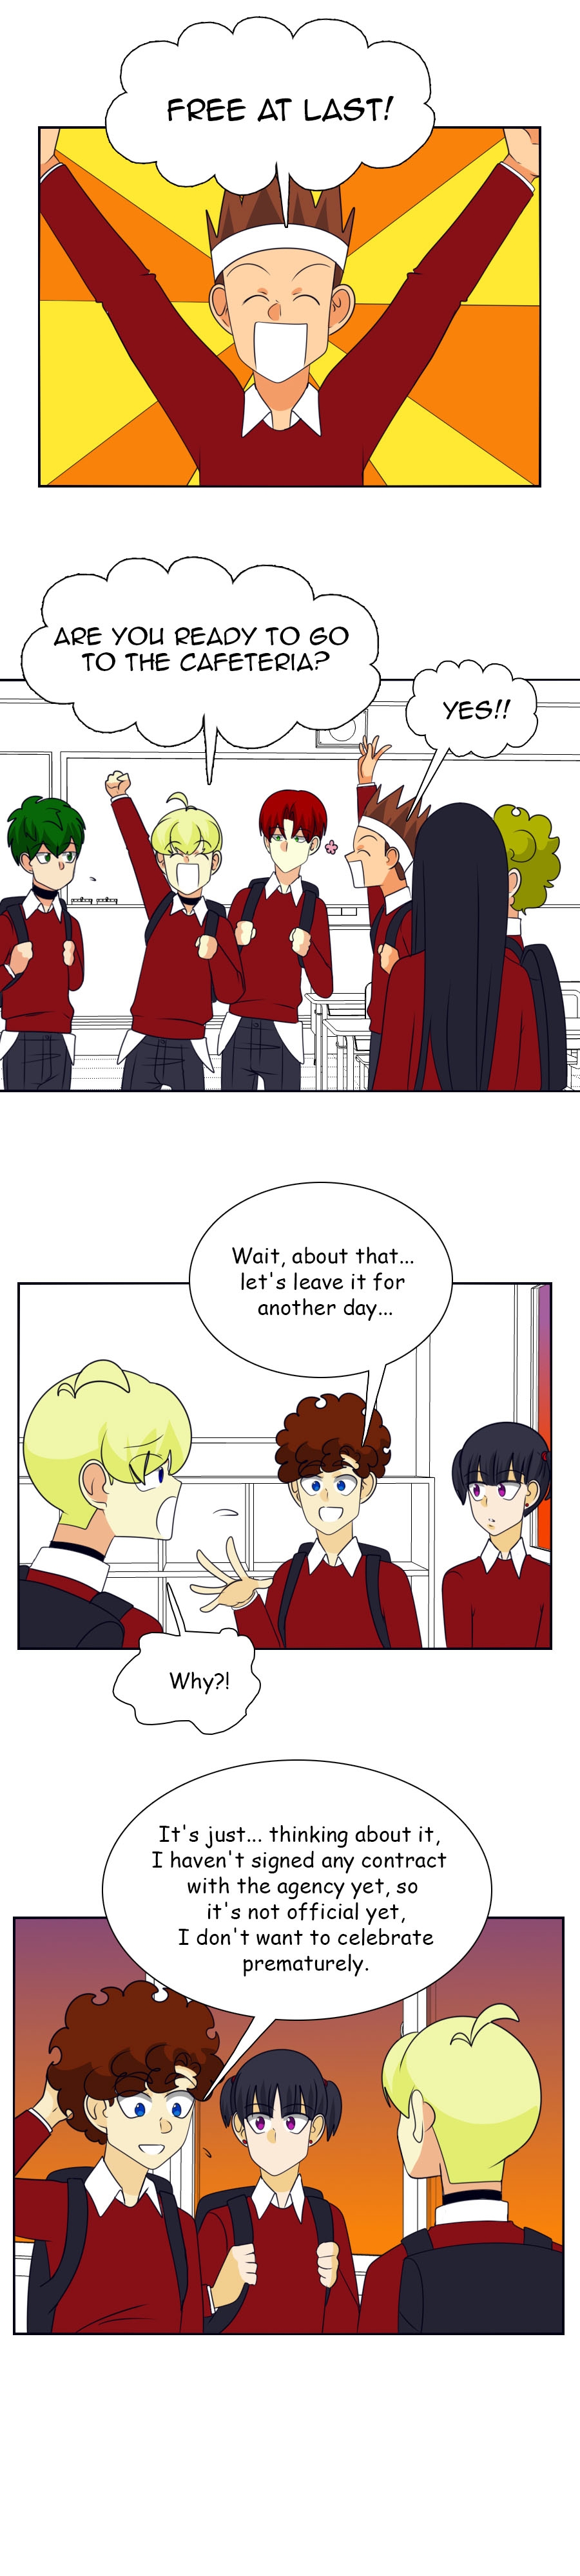 FREE AT LAST!
ARE YOU READY TO GO
TO THE CAFETERIA?
YES!!
Wait, about that...
let's leave it for
another day...
Why?!
It's just... thinking about it,
I haven't signed any contract
with the agency yet, so
it's not official yet,
I don't want to celebrate
prematurely.